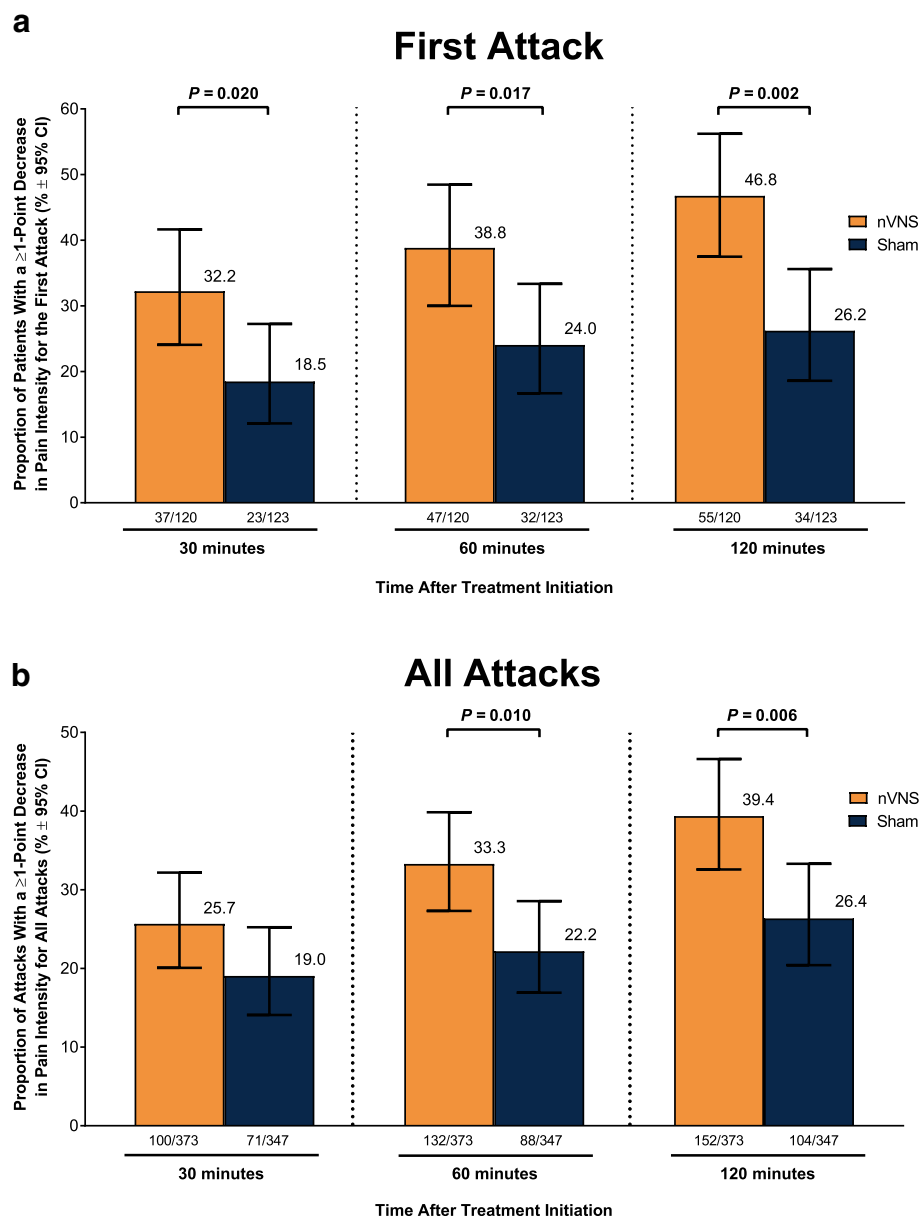 a
First Attack
P = 0.020
P = 0.017
P = 0.002
Proportion of Patients With a ≥1-Point Decrease
in Pain Intensity for the First Attack (% ± 95% CI)
60
50
40
30
20
10
0
32.2
18.5
38.8
24.0
46.8
26.2
nVNS
Sham
37/120 23/123 47/120 32/123 55/120 34/123
30 minutes 60 minutes 120 minutes
Time After Treatment Initiation
b
All Attacks
P = 0.010
P = 0.006
Proportion of Attacks With a ≥1-Point Decrease
in Pain Intensity for All Attacks (% ± 95% CI)
50
40
30
20
10
0
25.7
19.0
33.3
22.2
39.4
26.4
nVNS
Sham
100/373 71/347 132/373 88/347 152/373 104/347
30 minutes 60 minutes 120 minutes
Time After Treatment Initiation